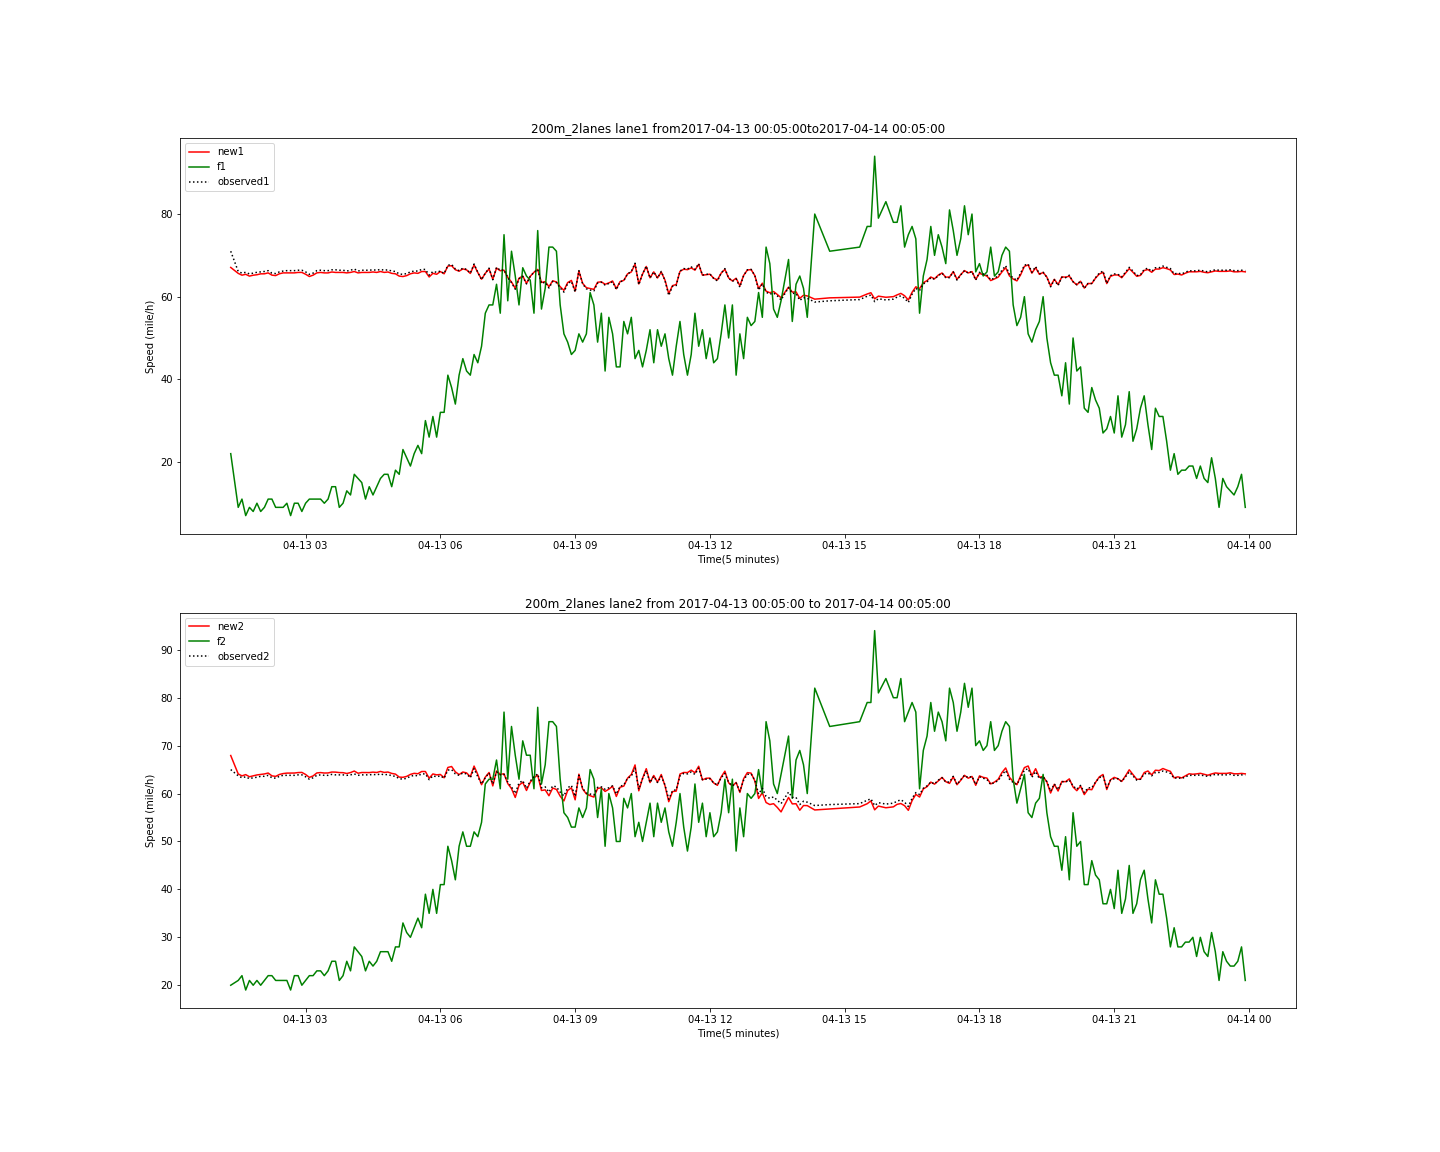 200m_2lanes lane1 from2017-04-13 00:05:00to2017-04-14 00:05:00
new1
f1
observed1
80
60
40
20
Speed (mile/h)
04-13 03 04-13 06 04-13 09 04-13 12 04-13 15 04-13 18 04-13 21 04-14 00
Time(5 minutes)
200m_2lanes lane2 from 2017-04-13 00:05:00 to 2017-04-14 00:05:00
new2
f2
observed2
90
80
70
60
50
40
30
20
Speed (mile/h)
04-13 03 04-13 06 04-13 09 04-13 12 04-13 15 04-13 18 04-13 21 04-14 00
Time(5 minutes)